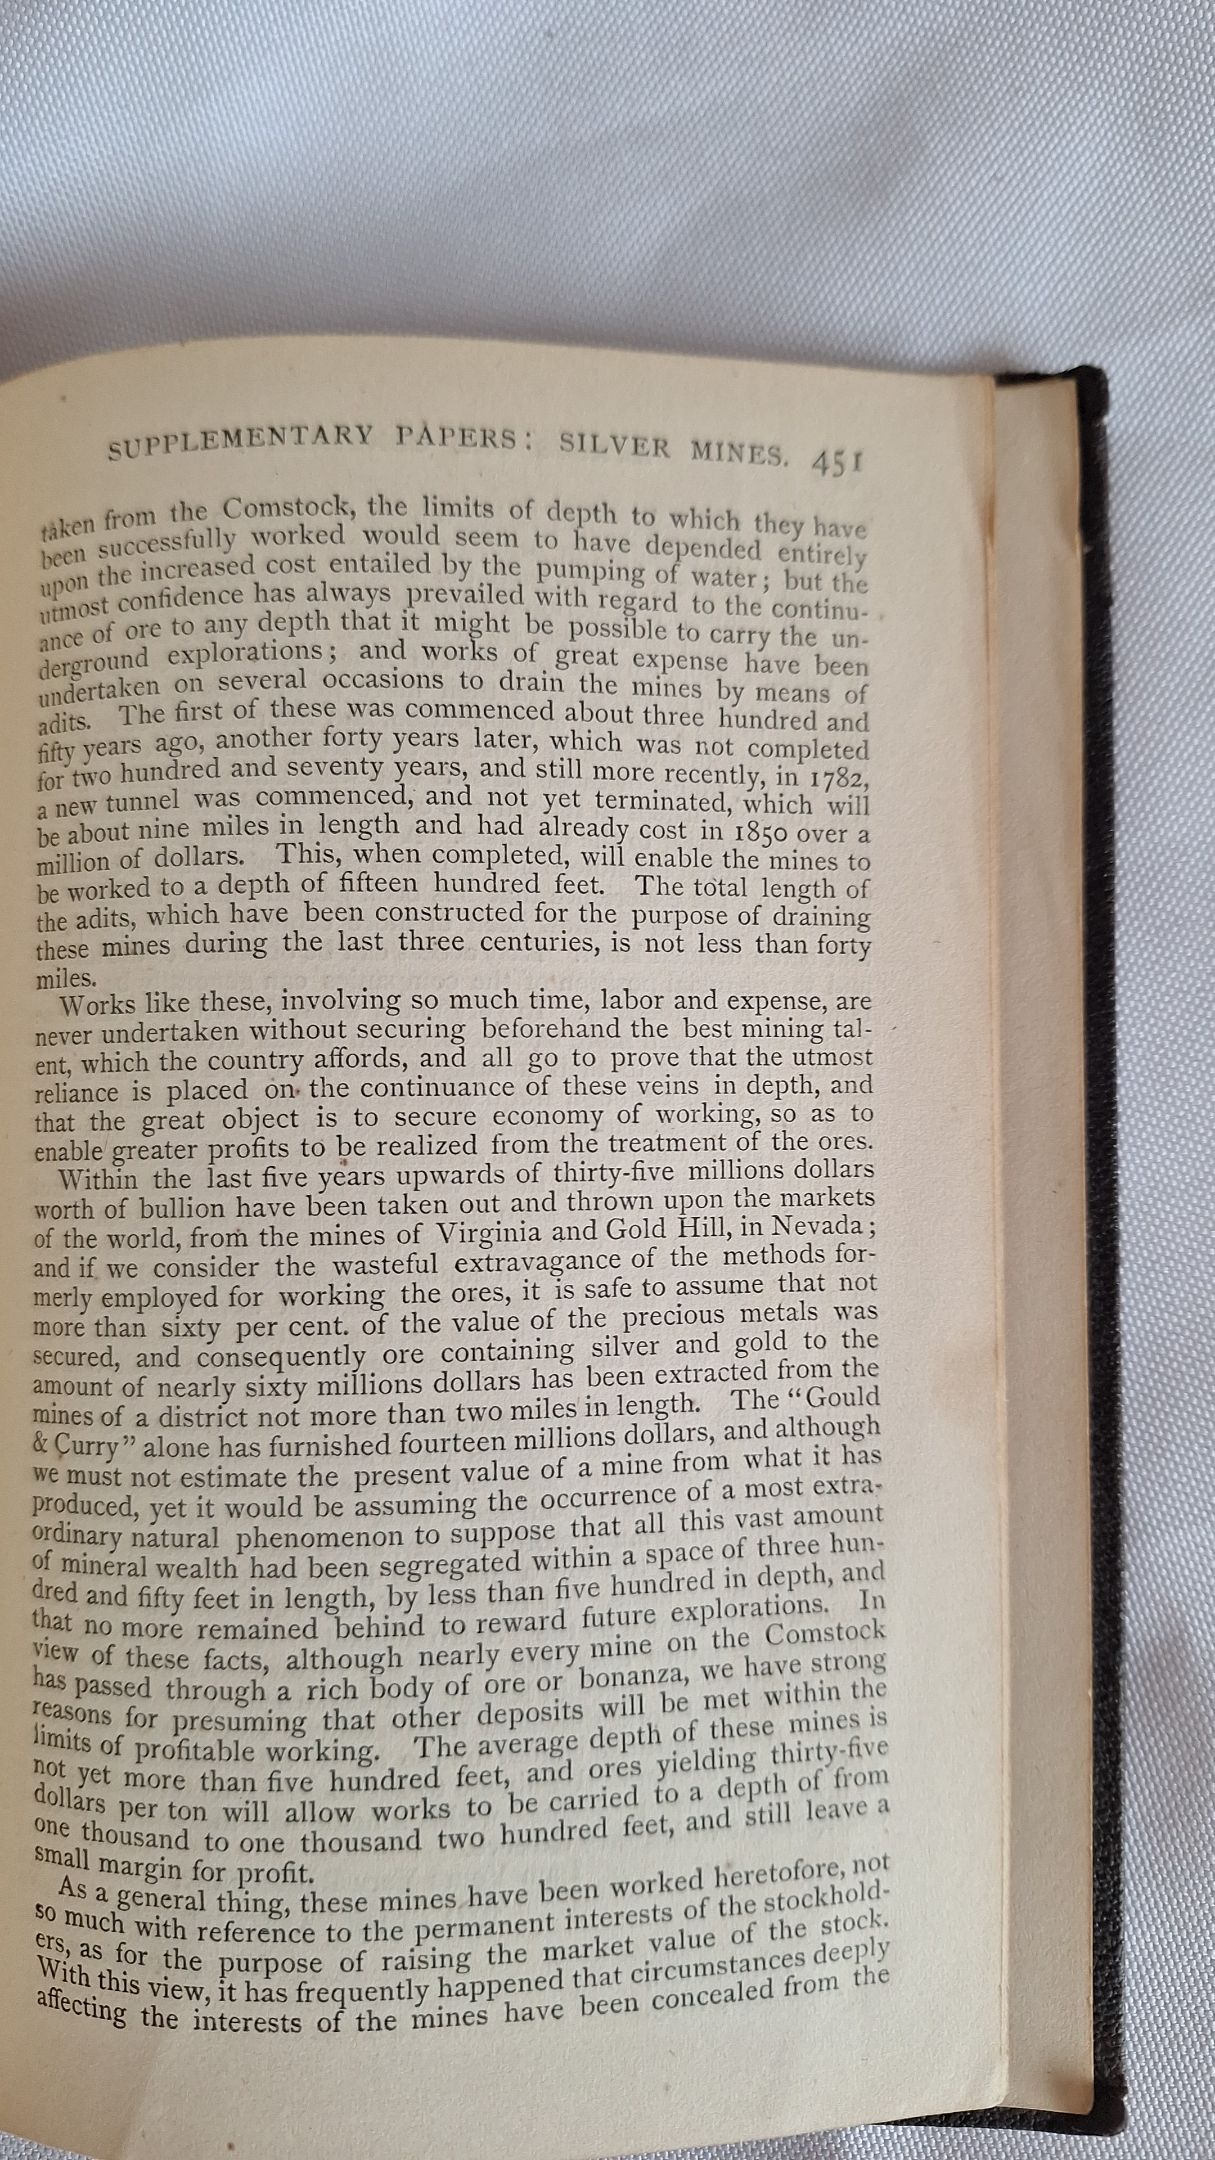 SUPPLEMENTARY PAPERS: SILVER MINES. 451
taken from the Comstock, the limits of depth to which they have
been successfully worked would seem to have depended entirely
upon the increased cost entailed by the pumping of water; but the
utmost confidence has always prevailed with regard to the continu-
ance of ore to any depth that it might be possible to carry the un-
derground explorations; and works of great expense have been
undertaken on several occasions to drain the mines by means of
adits. The first of these was commenced about three hundred and
fifty years ago, another forty years later, which was not completed
for two hundred and seventy years, and still more recently, in 1782,
a new tunnel was commenced, and not yet terminated, which will
be about nine miles in length and had already cost in 1850 over a
million of dollars. This, when completed, will enable the mines to
be worked to a depth of fifteen hundred feet. The total length of
the adits, which have been constructed for the purpose of draining
these mines during the last three centuries, is not less than forty
miles.
Works like these, involving so much time, labor and expense, are
never undertaken without securing beforehand the best mining tal-
ent, which the country affords, and all go to prove that the utmost
reliance is placed on the continuance of these veins in depth, and
that the great object is to secure economy of working, so as to
enable greater profits to be realized from the treatment of the ores.
Within the last five years upwards of thirty-five millions dollars
worth of bullion have been taken out and thrown upon the markets
of the world, from the mines of Virginia and Gold Hill, in Nevada;
and if we consider the wasteful extravagance of the methods for-
merly employed for working the ores, it is safe to assume that not
more than sixty per cent. of the value of the precious metals was
secured, and consequently ore containing silver and gold to the
amount of nearly sixty millions dollars has been extracted from the
mines of a district not more than two miles in length. The "Gould
& Curry" alone has furnished fourteen millions dollars, and although
we must not estimate the present value of a mine from what it has
produced, yet it would be assuming the occurrence of a most extra-
ordinary natural phenomenon to suppose that all this vast amount
of mineral wealth had been segregated within a space of three hun-
dred and fifty feet in length, by less than five hundred in depth, and
that no more remained behind to reward future explorations. In
view of these facts, although nearly every mine on the Comstock
has passed through a rich body of ore or bonanza, we have strong
reasons for presuming that other deposits will be met within the
limits of profitable working. The average depth of these mines is
not yet more than five hundred feet, and ores yielding thirty-five
dollars per ton will allow works to be carried to a depth of from
one thousand to one thousand two hundred feet, and still leave a
small margin for profit.
As a general thing, these mines have been worked heretofore, not
so much with reference to the permanent interests of the stockhold-
ers, as for the purpose of raising the market value of the stock.
With this view, it has frequently happened that circumstances deeply
affecting the interests of the mines have been concealed from the